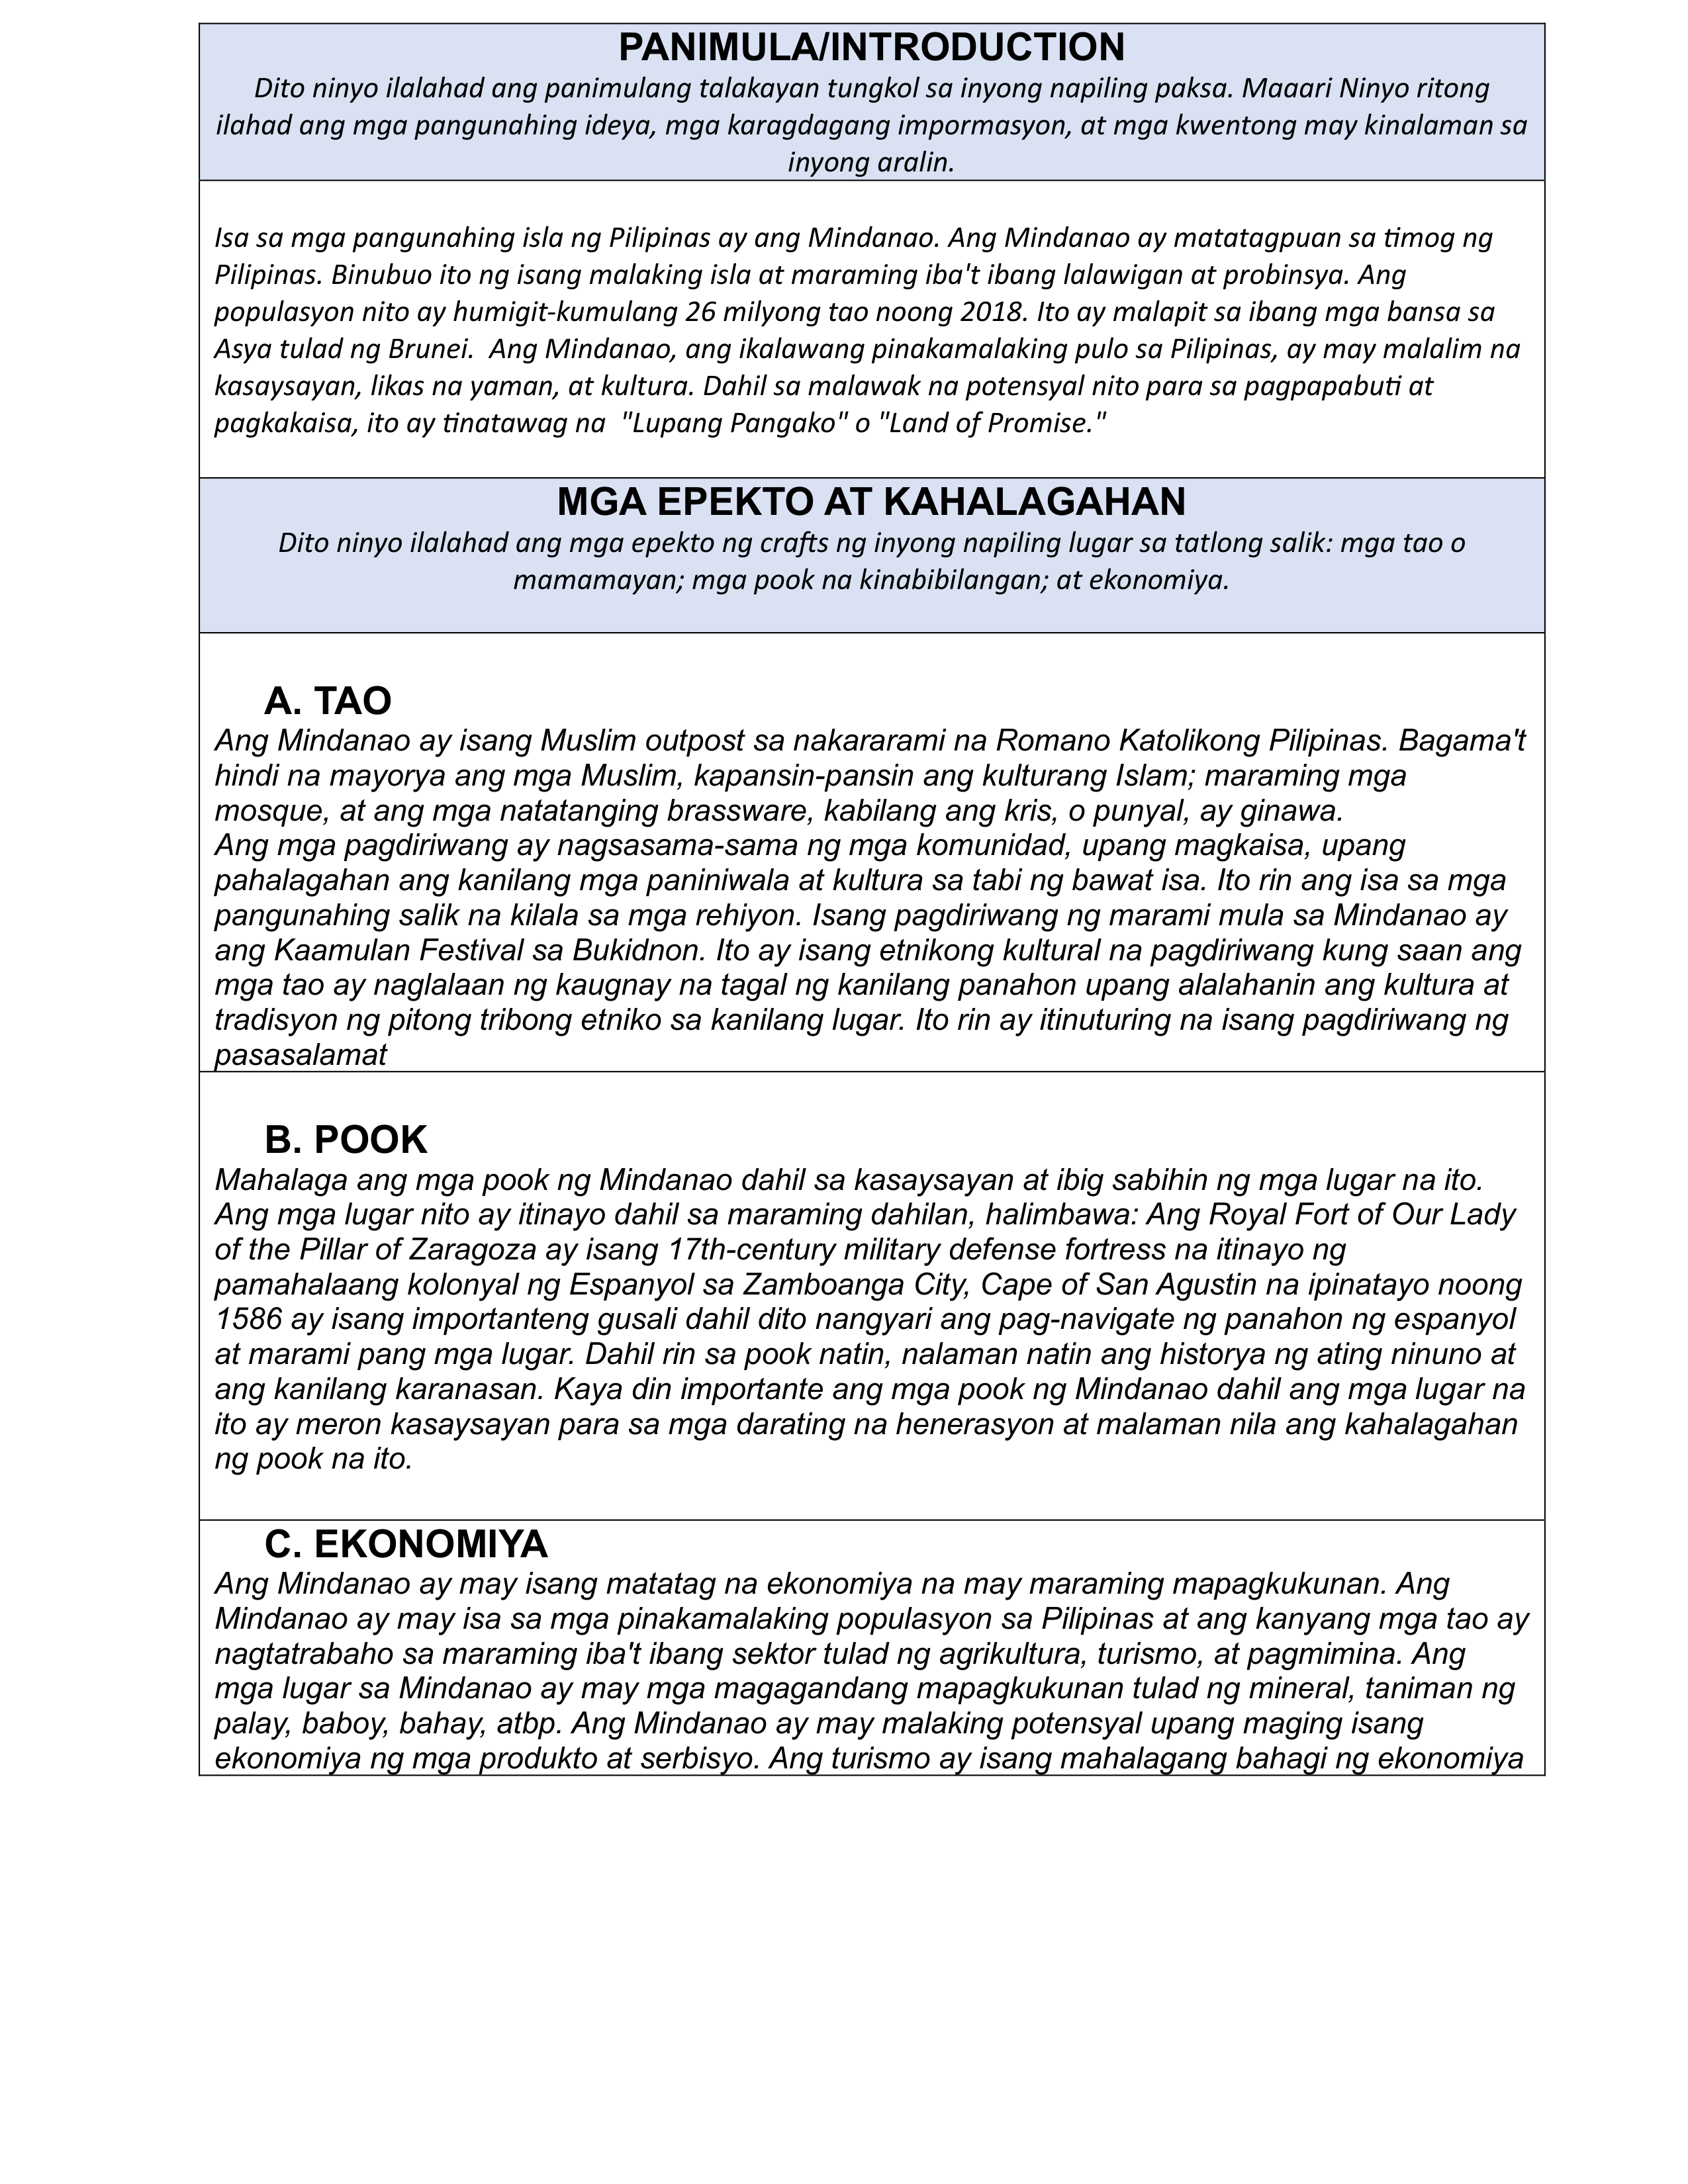 PANIMULA/INTRODUCTION
Dito ninyo ilalahad ang panimulang talakayan tungkol sa inyong napiling paksa. Maaari Ninyo ritong
ilahad ang mga pangunahing ideya, mga karagdagang impormasyon, at mga kwentong may kinalaman sa
inyong aralin.
Isa sa mga pangunahing isla ng Pilipinas ay ang Mindanao. Ang Mindanao ay matatagpuan sa timog ng
Pilipinas. Binubuo ito ng isang malaking isla at maraming iba't ibang lalawigan at probinsya. Ang
populasyon nito ay humigit-kumulang 26 milyong tao noong 2018. Ito ay malapit sa ibang mga bansa sa
Asya tulad ng Brunei.  Ang Mindanao, ang ikalawang pinakamalaking pulo sa Pilipinas, ay may malalim na
kasaysayan, likas na yaman, at kultura. Dahil sa malawak na potensyal nito para sa pagpapabuti at
pagkakaisa, ito ay tinatawag na  "Lupang Pangako" o "Land of Promise."
MGA EPEKTO AT KAHALAGAHAN
Dito ninyo ilalahad ang mga epekto ng crafts ng inyong napiling lugar sa tatlong salik: mga tao o
mamamayan; mga pook na kinabibilangan; at ekonomiya.
A. TAO
Ang Mindanao ay isang Muslim outpost sa nakararami na Romano Katolikong Pilipinas. Bagama't
hindi na mayorya ang mga Muslim, kapansin-pansin ang kulturang Islam; maraming mga
mosque, at ang mga natatanging brassware, kabilang ang kris, o punyal, ay ginawa.
Ang mga pagdiriwang ay nagsasama-sama ng mga komunidad, upang magkaisa, upang
pahalagahan ang kanilang mga paniniwala at kultura sa tabi ng bawat isa. Ito rin ang isa sa mga
pangunahing salik na kilala sa mga rehiyon. Isang pagdiriwang ng marami mula sa Mindanao ay
ang Kaamulan Festival sa Bukidnon. Ito ay isang etnikong kultural na pagdiriwang kung saan ang
mga tao ay naglalaan ng kaugnay na tagal ng kanilang panahon upang alalahanin ang kultura at
tradisyon ng pitong tribong etniko sa kanilang lugar. Ito rin ay itinuturing na isang pagdiriwang ng
pasasalamat
B. POOK
Mahalaga ang mga pook ng Mindanao dahil sa kasaysayan at ibig sabihin ng mga lugar na ito.
Ang mga lugar nito ay itinayo dahil sa maraming dahilan, halimbawa: Ang Royal Fort of Our Lady
of the Pillar of Zaragoza ay isang 17th-century military defense fortress na itinayo ng
pamahalaang kolonyal ng Espanyol sa Zamboanga City, Cape of San Agustin na ipinatayo noong
1586 ay isang importanteng gusali dahil dito nangyari ang pag-navigate ng panahon ng espanyol
at marami pang mga lugar. Dahil rin sa pook natin, nalaman natin ang historya ng ating ninuno at
ang kanilang karanasan. Kaya din importante ang mga pook ng Mindanao dahil ang mga lugar na
ito ay meron kasaysayan para sa mga darating na henerasyon at malaman nila ang kahalagahan
ng pook na ito.
C. EKONOMIYA
Ang Mindanao ay may isang matatag na ekonomiya na may maraming mapagkukunan. Ang
Mindanao ay may isa sa mga pinakamalaking populasyon sa Pilipinas at ang kanyang mga tao ay
nagtatrabaho sa maraming iba't ibang sektor tulad ng agrikultura, turismo, at pagmimina. Ang
mga lugar sa Mindanao ay may mga magagandang mapagkukunan tulad ng mineral, taniman ng
palay, baboy, bahay, atbp. Ang Mindanao ay may malaking potensyal upang maging isang
ekonomiya ng mga produkto at serbisyo. Ang turismo ay isang mahalagang bahagi ng ekonomiya